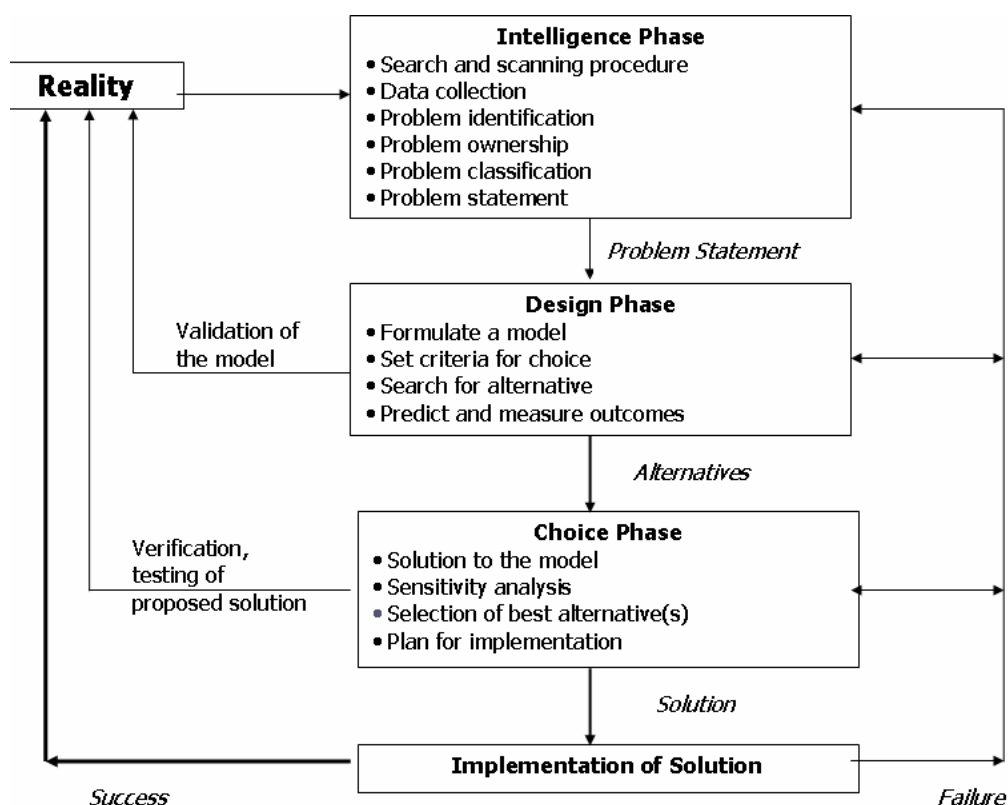 Intelligence Phase
• Search and scanning procedure
Reality
• Data collection
• Problem identification
• Problem ownership
• Problem classification
• Problem statement
Problem Statement
Design Phase
Validation of
the model
• Formulate a model
• Set criteria for choice
• Search for alternative
• Predict and measure outcomes
Alternatives
Choice Phase
Verification,
testing of
proposed solution
• Solution to the model
• Sensitivity analysis
• Selection of best alternative(s)
• Plan for implementation
Solution
Implementation of Solution
Success
Failure